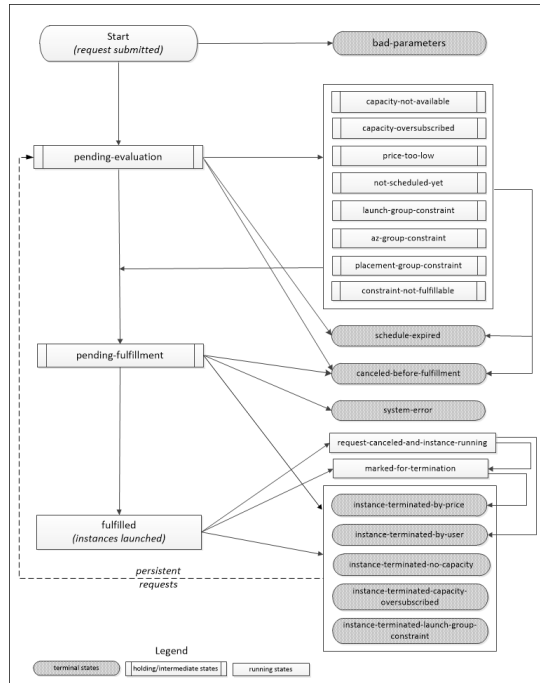 Start
(request submitted)
bad-parameters
capacity-not-available
capacity-oversubscribed
pending-evaluation
price-too-low
not-scheduled-yet
launch-group-constraint
az-group-constraint
placement-group-constraint
constraint-not-fulfillable
schedule-expired
pending-fulfillment
canceled-before-fulfillment
system-error
request-canceled-and-instance-running
marked-for-termination
instance-terminated-by-price
fulfilled
(instances launched)
instance-terminated-by-user
instance-terminated-no-capacity
persistent
requests
instance-terminated-capacity-
oversubscribed
instance-terminated-launch-group-
constraint
Legend
terminal states
holding/intermediate states
running states